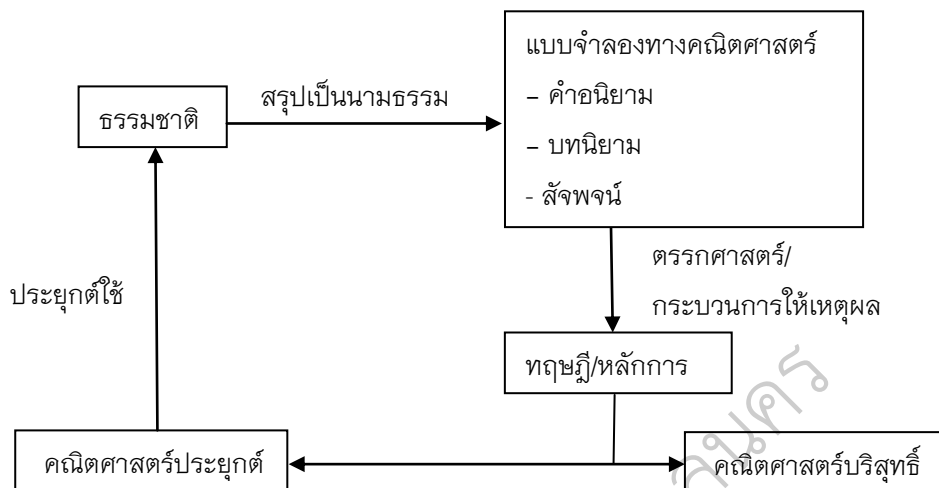 แบบจำลองทางคณิตศาสตร์
– คำอนิยาม
– บทนิยาม
- สัจพจน์
สรุปเป็นนามธรรม
ธรรมชาติ
ตรรกศาสตร์/
กระบวนการให้เหตุผล
ประยุกต์ใช้
ทฤษฎี/หลักการ
คณิตศาสตร์ประยุกต์
คณิตศาสตร์บริสุทธิ์